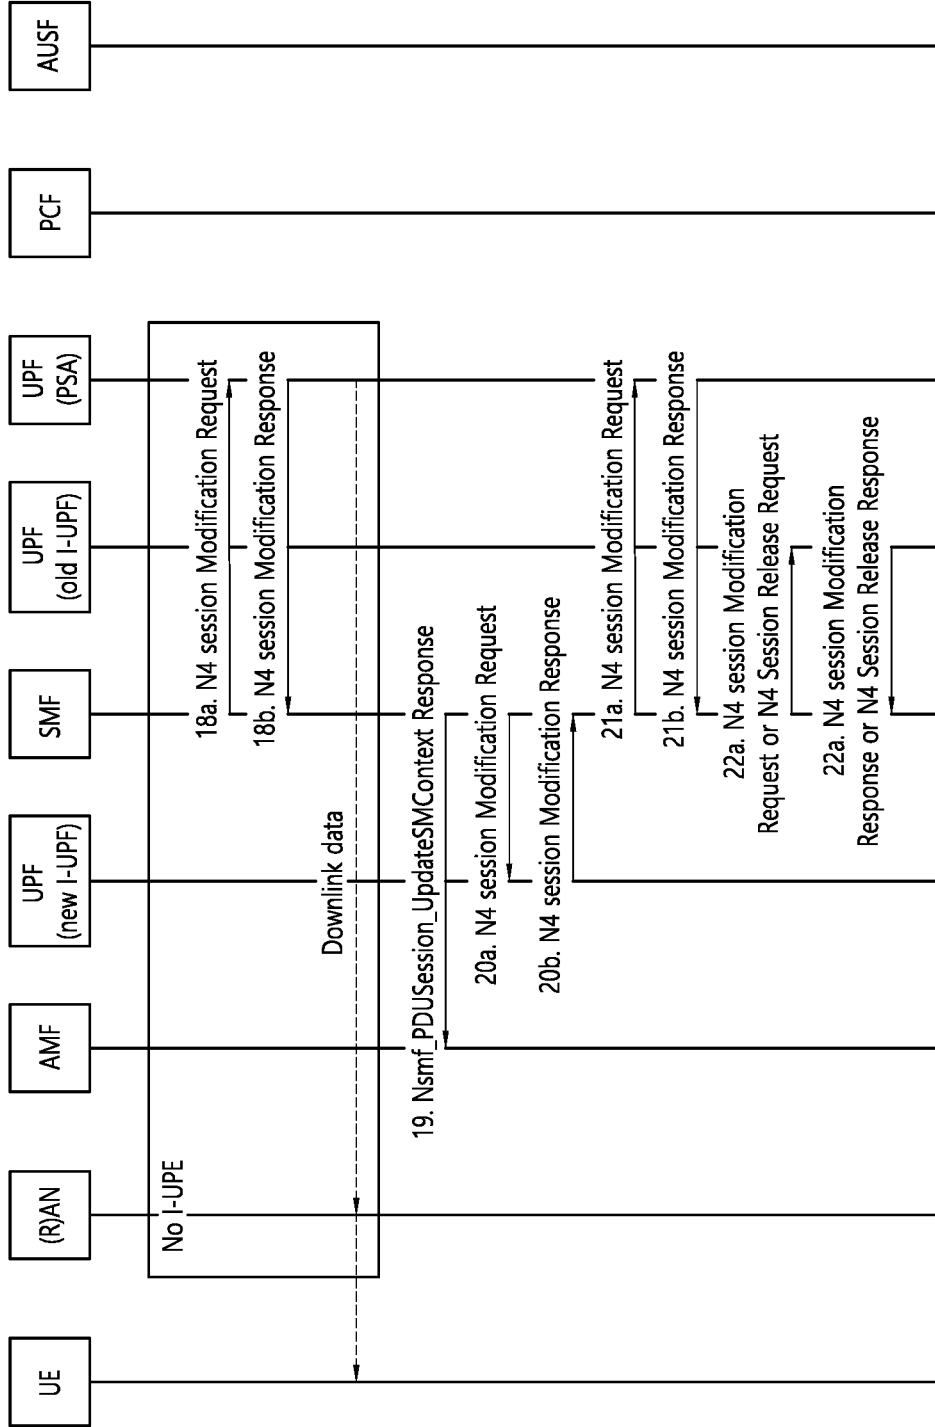 UE
(R)AN
AMF
UPF
(new I-UPF)
SMF
UPF
(old I-UPF)
UPF
(PSA)
PCF
AUSF
No I-UPE
18a. N4 session Modification Request
18b. N4 session Modification Response
Downlink data
19. Nsmf_PDUSession_UpdateSMContext Response
20a. N4 session Modification Request
20b. N4 session Modification Response
21a. N4 session Modification Request
21b. N4 session Modification Response
22a. N4 session Modification
Request or N4 Session Release Request
22a. N4 session Modification
Response or N4 Session Release Response